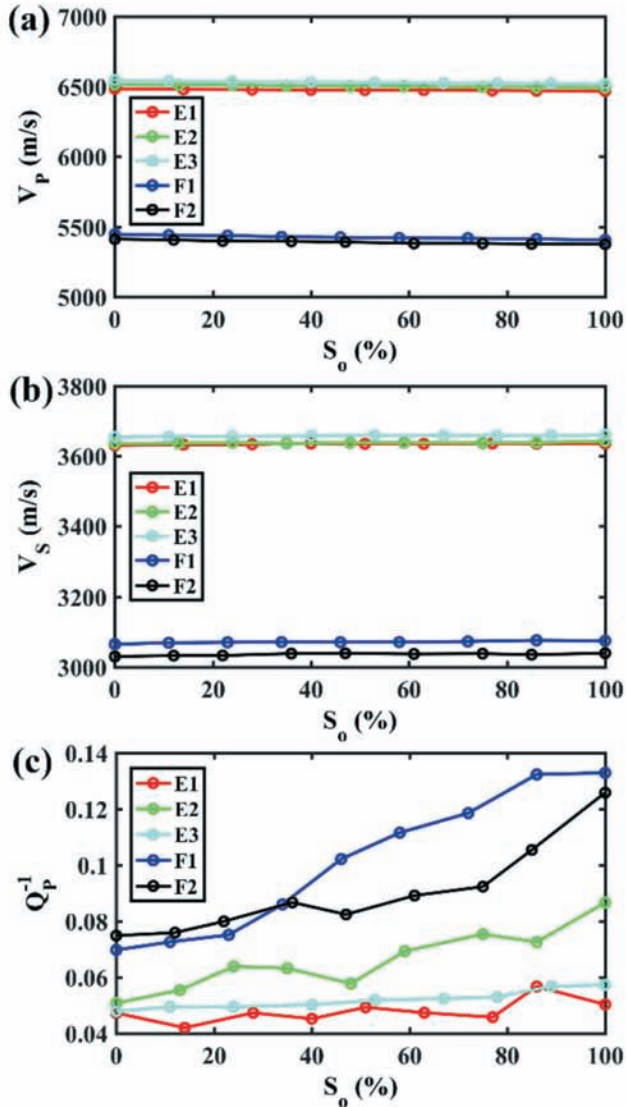 (a)
7000
6500
6000
5500
5000
V_P (m/s)
E1
E2
E3
F1
F2
0 20 40 60 80 100
S_o (%)
(b)
3800
3600
3400
3200
3000
V_S (m/s)
E1
E2
E3
F1
F2
0 20 40 60 80 100
S_o (%)
(c)
0.14
0.12
0.1
0.08
0.06
0.04
Q_P^-1
E1
E2
E3
F1
F2
0 20 40 60 80 100
S_o (%)